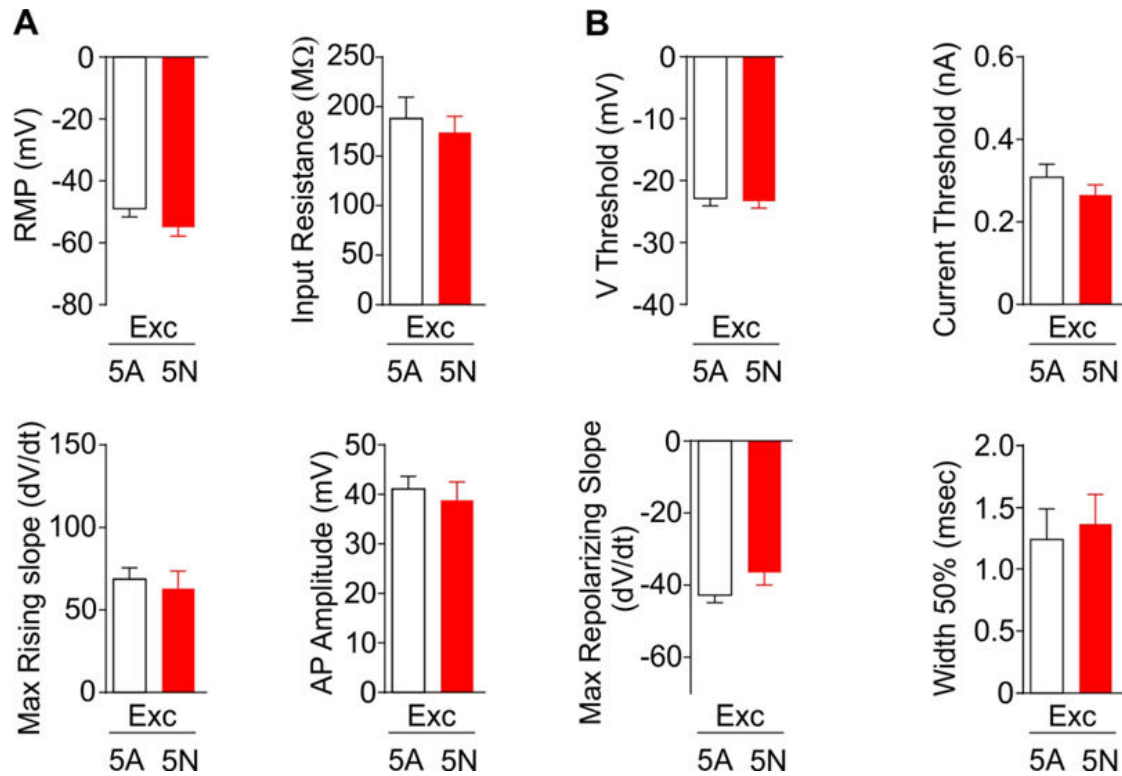 A
RMP (mV)
0
-20
-40
-60
-80
Exc
5A 5N
Input Resistance (MΩ)
250
200
150
100
50
0
Exc
5A 5N
B
V Threshold (mV)
0
-10
-20
-30
-40
Exc
5A 5N
Current Threshold (nA)
0.6
0.4
0.2
0
Exc
5A 5N
Max Rising slope (dV/dt)
150
100
50
0
Exc
5A 5N
AP Amplitude (mV)
50
40
30
20
10
0
Exc
5A 5N
Max Repolarizing Slope
(dV/dt)
0
-20
-40
-60
Exc
5A 5N
Width 50% (msec)
2.0
1.5
1.0
0.5
0
Exc
5A 5N